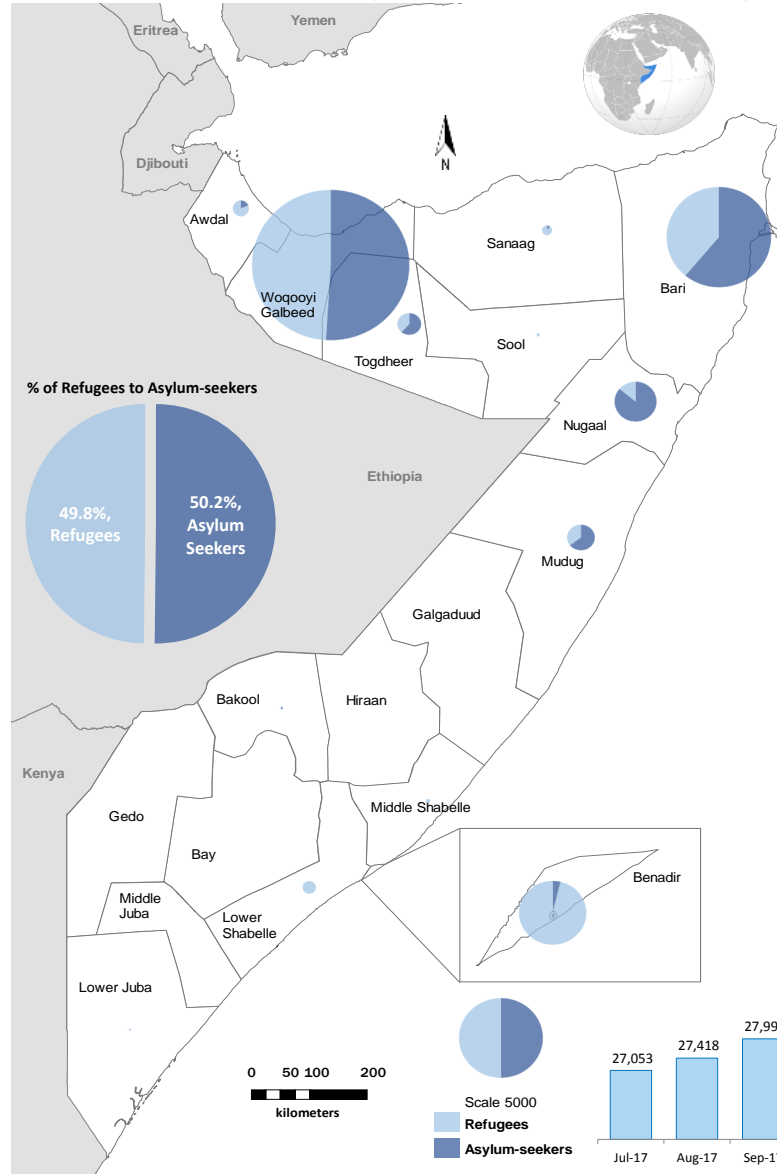 Yemen
Eritrea
Djibouti
N
Awdal
Sanaag
Bari
Woqooyi
Galbeed
Togdheer
Sool
% of Refugees to Asylum-seekers
Nugaal
Ethiopia
49.8%,
Refugees
50.2%,
Asylum
Seekers
Mudug
Galgaduud
Bakool
Hiraan
Kenya
Gedo
Middle Shabelle
Bay
Benadir
Middle
Juba
Lower
Shabelle
Lower Juba
0 50 100 200
kilometers
Scale 5000
Refugees
Asylum-seekers
27,053
27,418
Jul-17
Aug-17